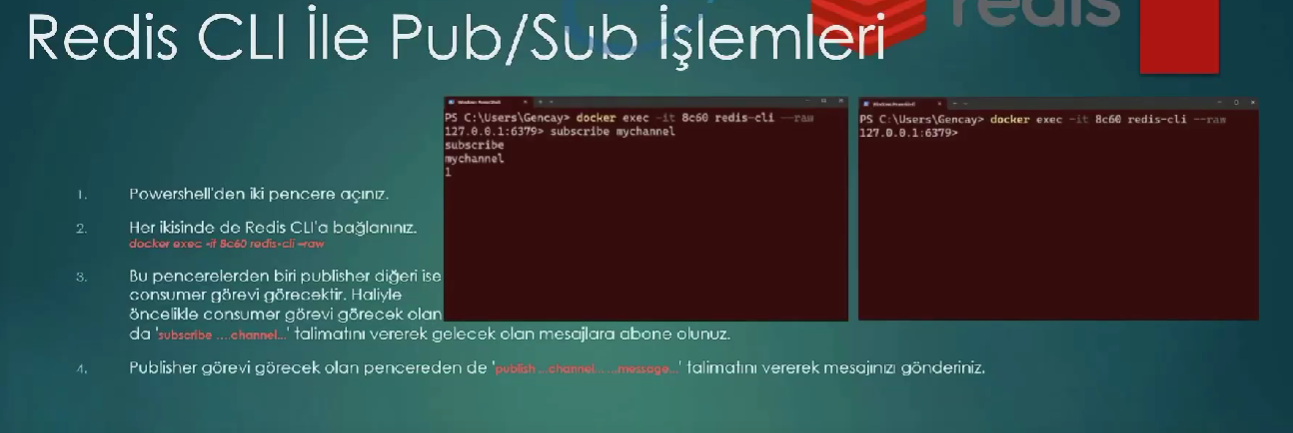 redis
Redis CLI İle Pub/Sub İşlemleri
Windows PowerShell
PS C:\Users\Gencay> docker exec -it 8c60 redis-cli --raw
127.0.0.1:6379> subscribe mychannel
subscribe
mychannel
1
Windows PowerShell
PS C:\Users\Gencay> docker exec -it 8c60 redis-cli --raw
127.0.0.1:6379>
1. Powershell'den iki pencere açınız.
2. Her ikisinde de Redis CLI'a bağlanınız.
docker exec -it 8c60 redis-cli --raw
3. Bu pencerelerden biri publisher diğeri ise
consumer görevi görecektir. Haliyle
öncelikle consumer görevi görecek olan
da 'subscribe ....channel...' talimatını vererek gelecek olan mesajlara abone olunuz.
4. Publisher görevi görecek olan pencereden de 'publish ...channel... ...message...' talimatını vererek mesajınızı gönderiniz.